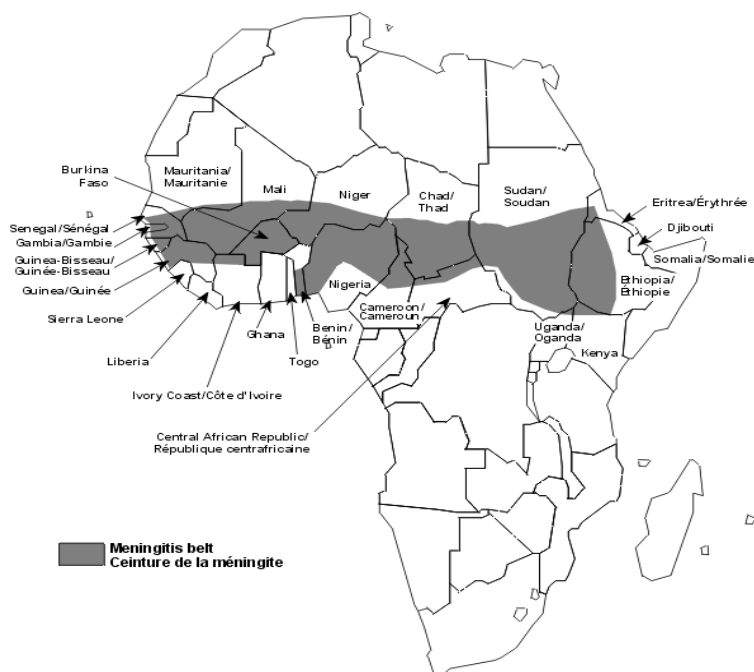 Burkina
Faso
Mauritania/
Mauritanie
Mali
Niger
Chad/
Thad
Sudan/
Soudan
Eritrea/Érythrée
Djibouti
Somalia/Somalie
Ethiopia/
Éthiopie
Senegal/Sénégal
Gambia/Gambie
Guinea-Bissau/
Guinée-Bisseau
Guinea/Guinée
Sierra Leone
Liberia
Ivory Coast/Côte d'Ivoire
Ghana
Togo
Benin/
Bénin
Nigeria
Cameroon/
Cameroun
Uganda/
Oganda
Kenya
Central African Republic/
République centrafricaine
Meningitis belt
Ceinture de la méningite